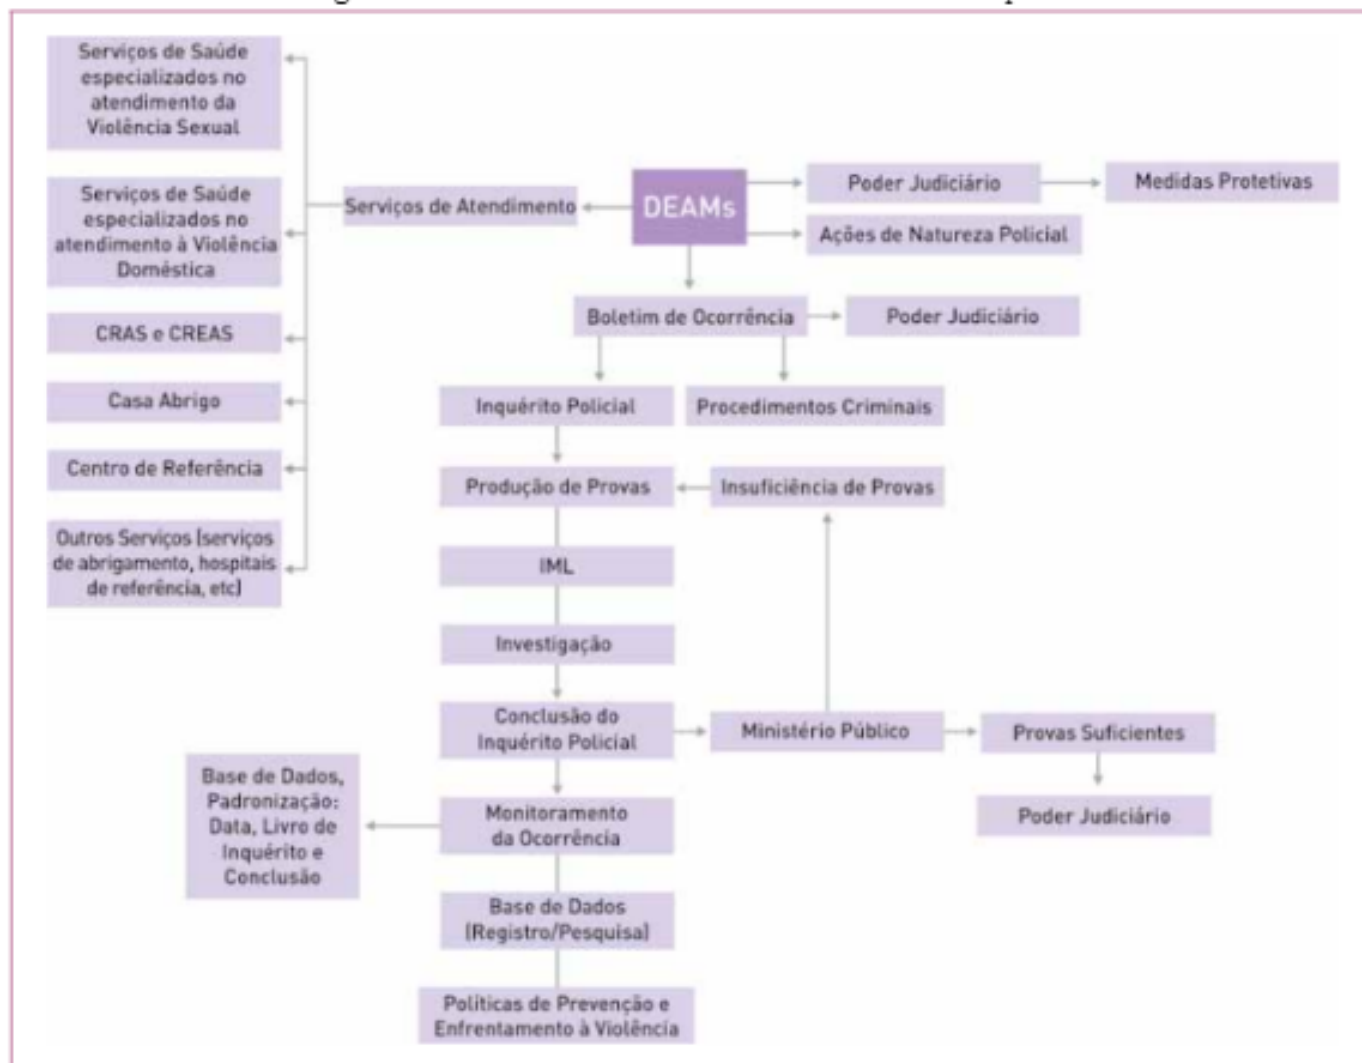 Serviços de Saúde
especializados no
atendimento da
Violência Sexual
Serviços de Saúde
especializados no
atendimento à Violência
Doméstica
CRAS e CREAS
Casa Abrigo
Centro de Referência
Outros Serviços (serviços
de abrigamento, hospitais
de referência, etc)
Serviços de Atendimento
DEAMs
Poder Judiciário
Medidas Protetivas
Ações de Natureza Policial
Boletim de Ocorrência
Poder Judiciário
Inquérito Policial
Procedimentos Criminais
Produção de Provas
Insuficiência de Provas
IML
Investigação
Conclusão do
Inquérito Policial
Ministério Público
Provas Suficientes
Poder Judiciário
Monitoramento
da Ocorrência
Base de Dados,
Padronização:
Data, Livro de
Inquérito e
Conclusão
Base de Dados
(Registro/Pesquisa)
Políticas de Prevenção e
Enfrentamento à Violência